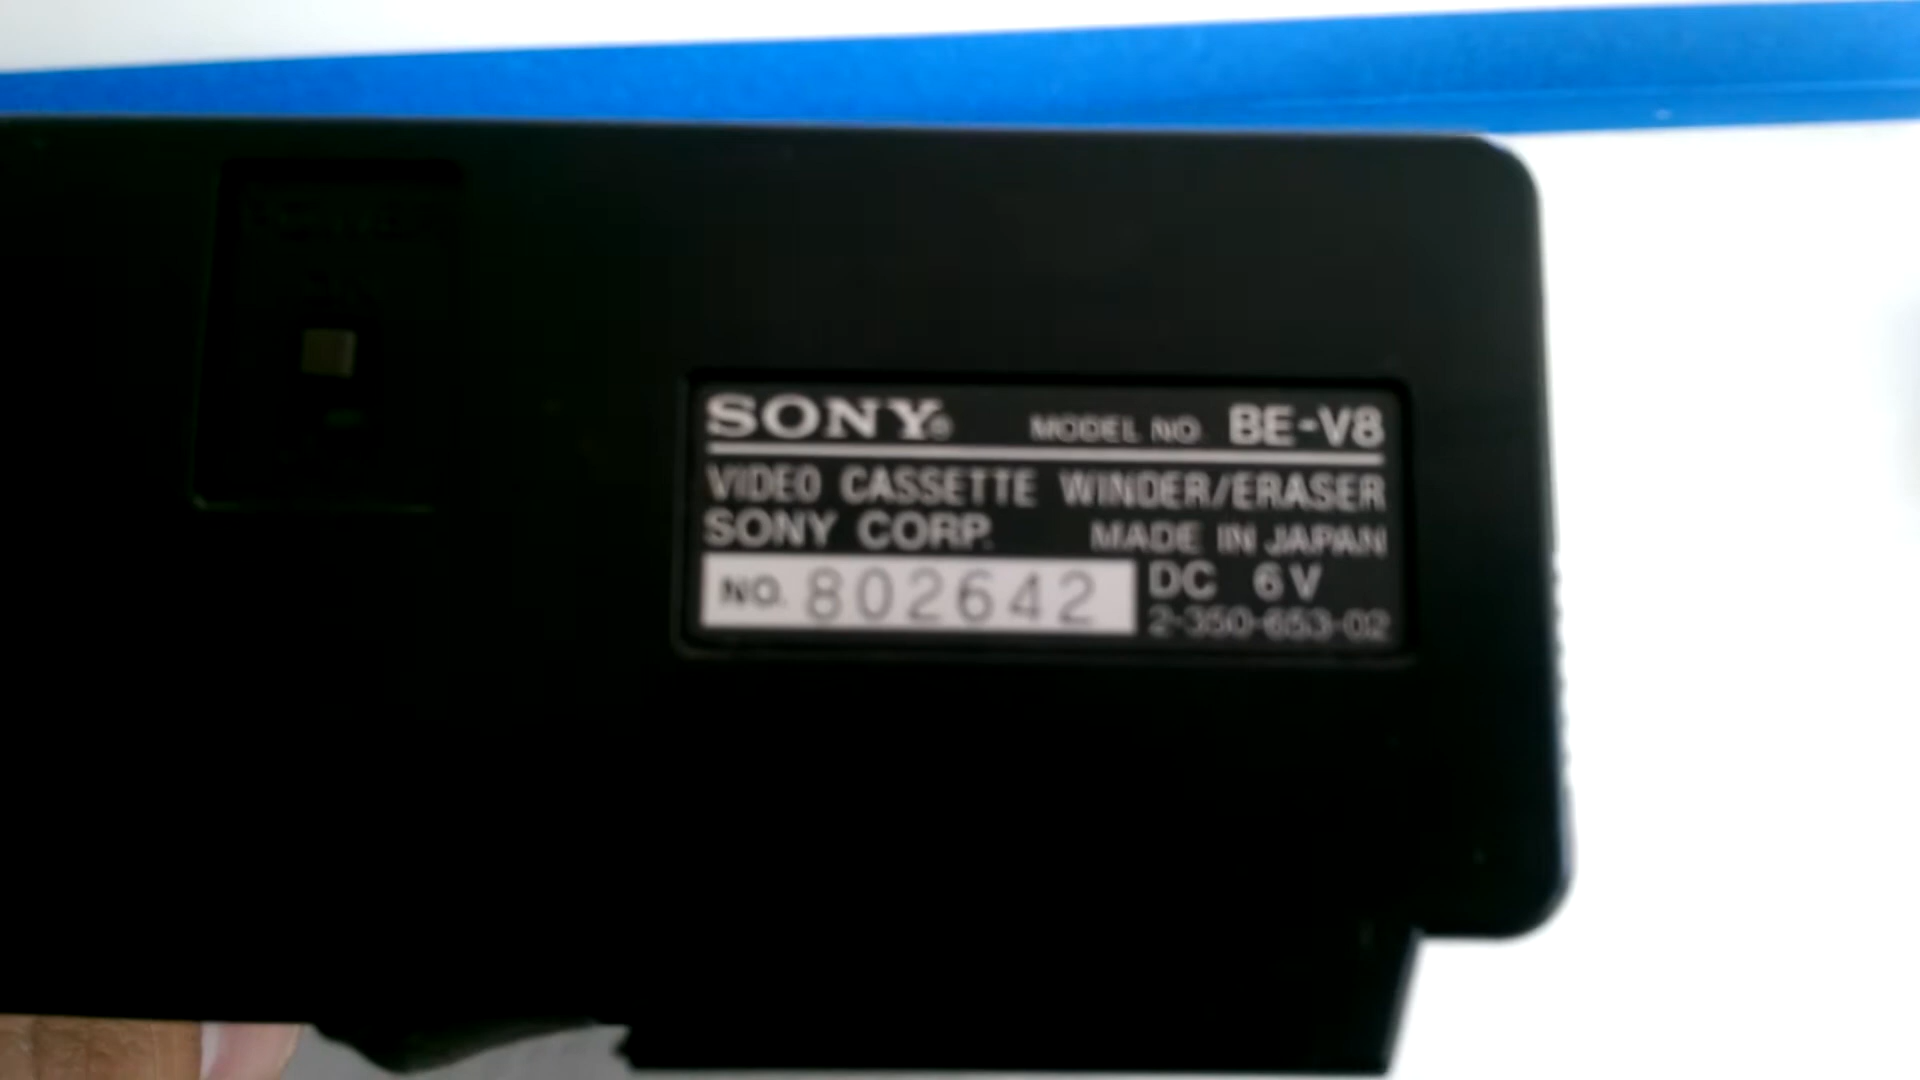 SONY® MODEL NO. BE-V8
VIDEO CASSETTE WINDER/ERASER
SONY CORP. MADE IN JAPAN
NO. 802642 DC 6V
2-350-653-02